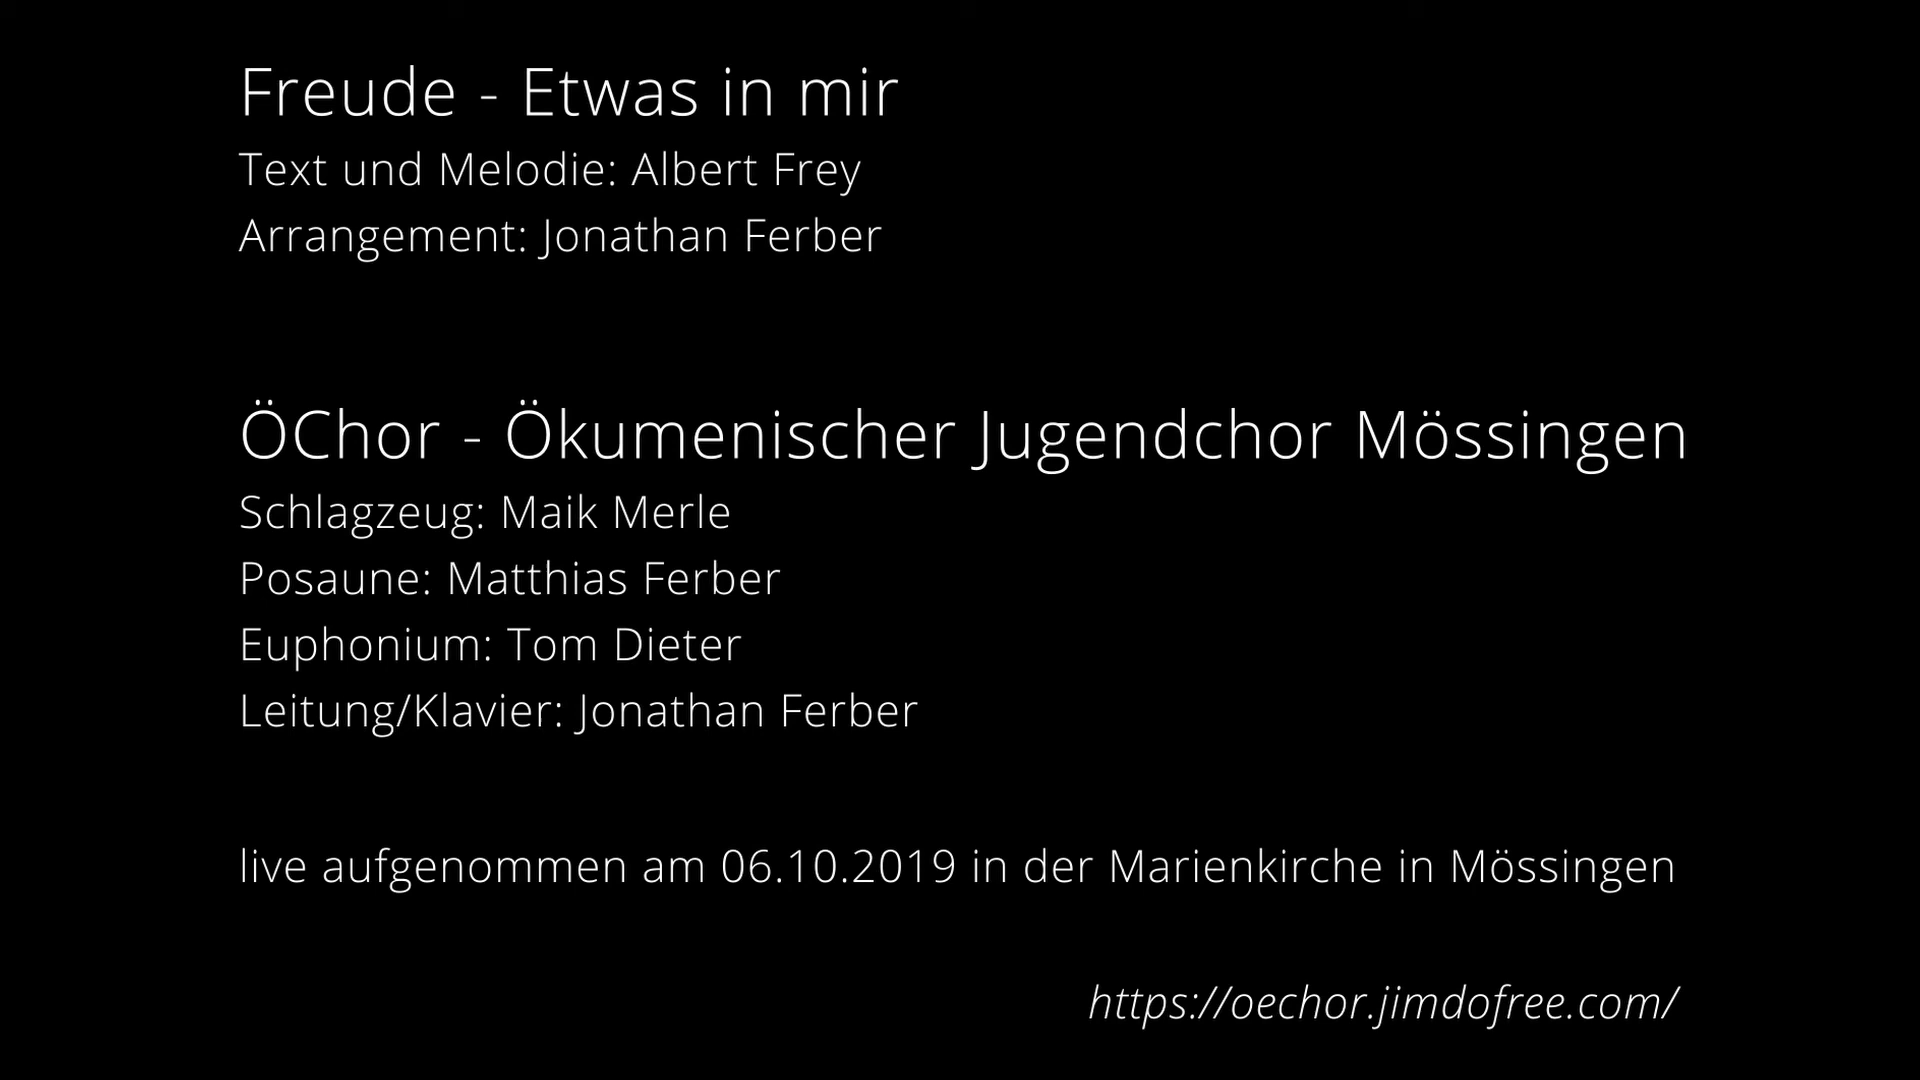 Freude - Etwas in mir
Text und Melodie: Albert Frey
Arrangement: Jonathan Ferber
ÖChor - Ökumenischer Jugendchor Mössingen
Schlagzeug: Maik Merle
Posaune: Matthias Ferber
Euphonium: Tom Dieter
Leitung/Klavier: Jonathan Ferber
live aufgenommen am 06.10.2019 in der Marienkirche in Mössingen
https://oechor.jimdofree.com/